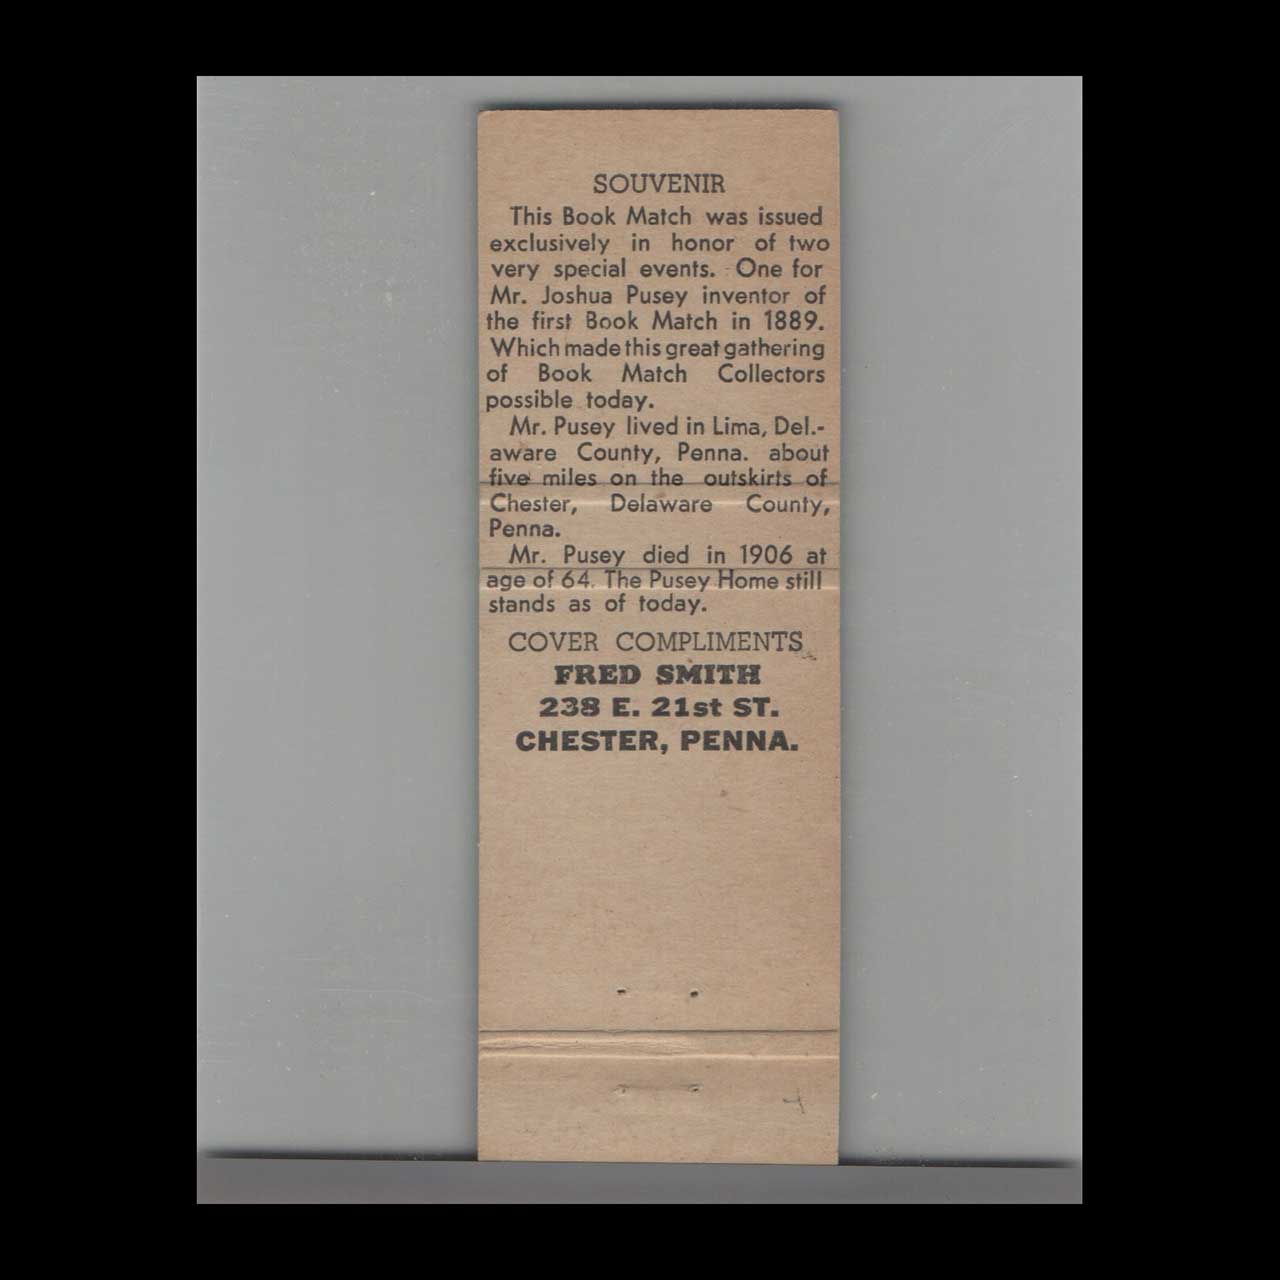 SOUVENIR
This Book Match was issued
exclusively in honor of two
very special events. One for
Mr. Joshua Pusey inventor of
the first Book Match in 1889.
Which made this great gathering
of Book Match Collectors
possible today.
Mr. Pusey lived in Lima, Del.-
aware County, Penna. about
five miles on the outskirts of
Chester, Delaware County,
Penna.
Mr. Pusey died in 1906 at
age of 64. The Pusey Home still
stands as of today.
COVER COMPLIMENTS
FRED SMITH
238 E. 21st ST.
CHESTER, PENNA.